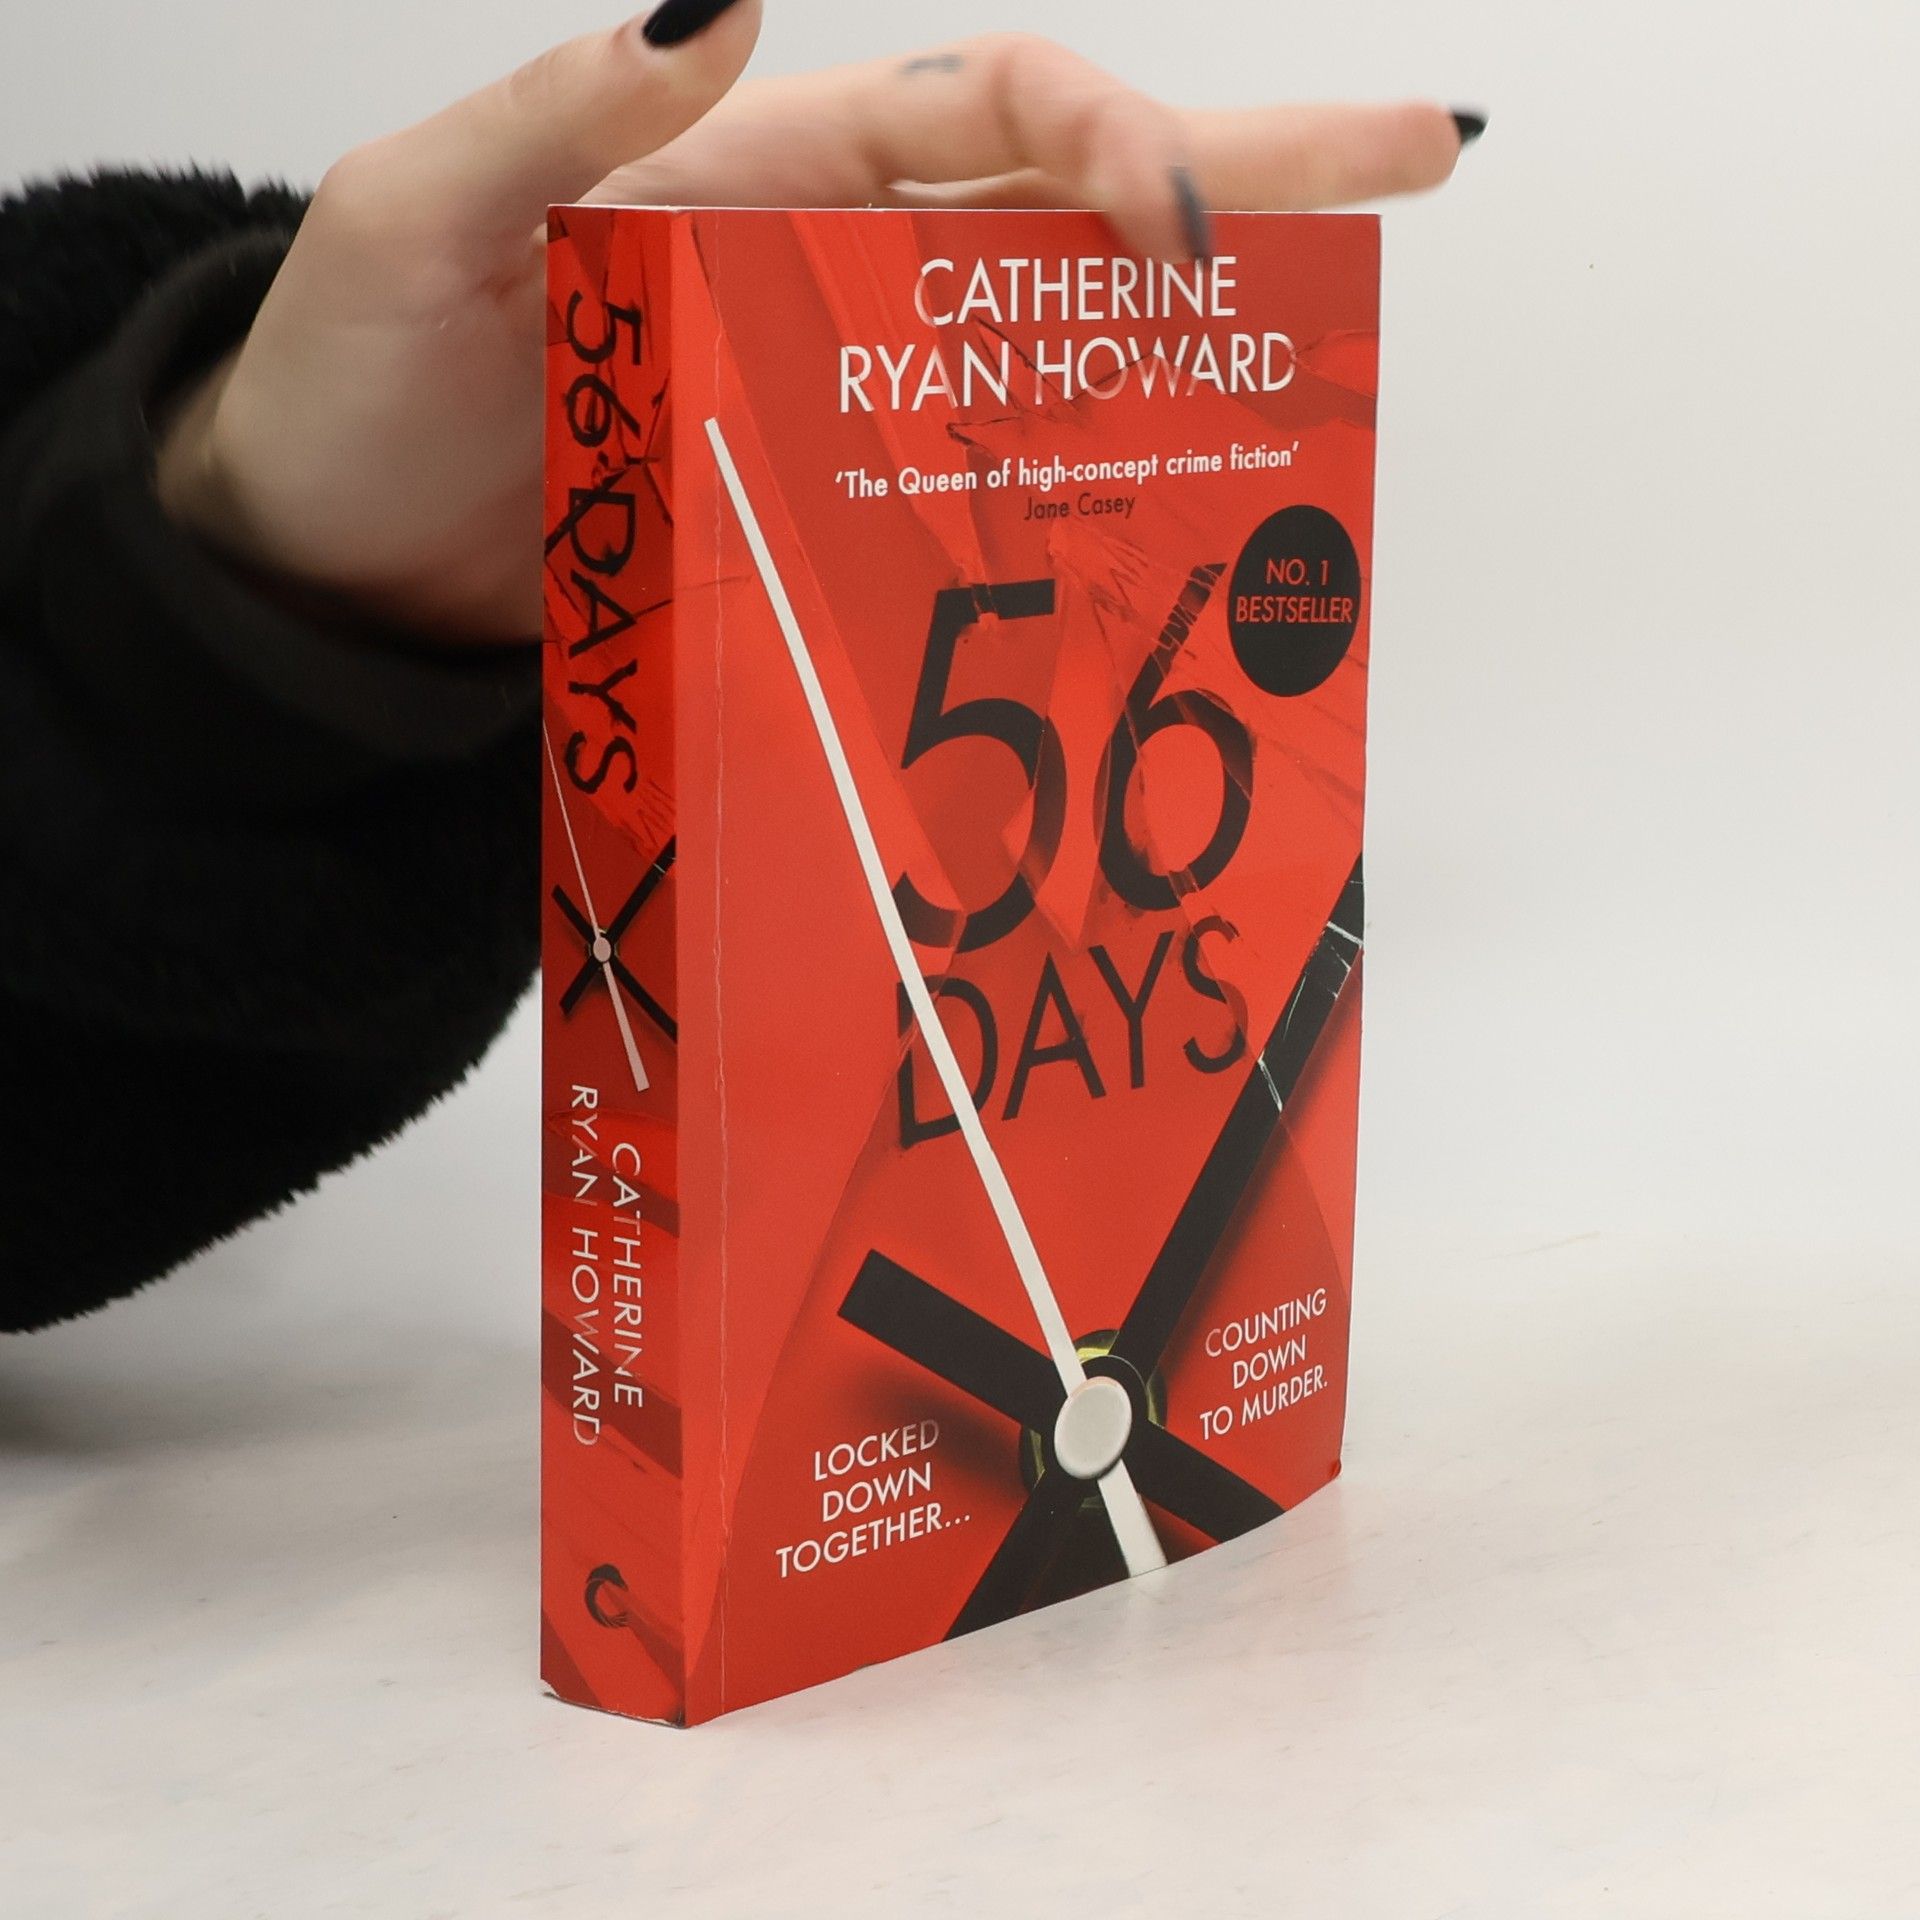 56 DAYS
CATHERINE
RYAN HOWARD
CATHERINE
RYAN HOWARD
‘The Queen of high-concept crime fiction’
Jane Casey
NO. 1
BESTSELLER
56
DAYS
LOCKED
DOWN
TOGETHER...
COUNTING
DOWN
TO MURDER.